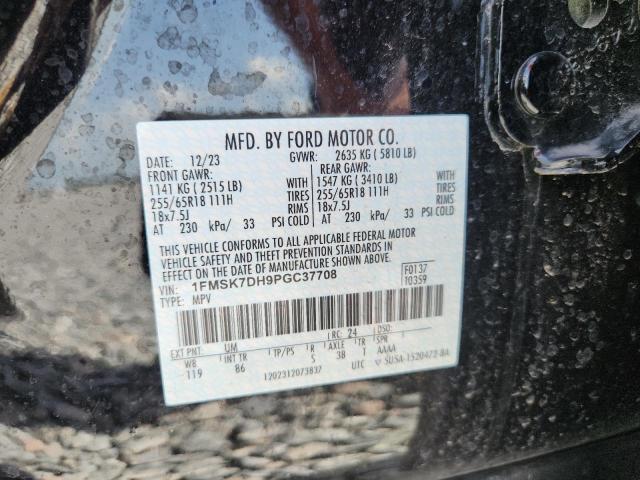 MFD. BY FORD MOTOR CO.
DATE: 12/23 GVWR: 2635 KG ( 5810 LB)
FRONT GAWR: REAR GAWR:
1141 KG ( 2515 LB) WITH 1547 KG ( 3410 LB) WITH
255/65R18 111H TIRES 255/65R18 111H TIRES
18x7.5J RIMS 18x7.5J RIMS
AT 230 kPa/ 33 PSI COLD AT 230 kPa/ 33 PSI COLD
THIS VEHICLE CONFORMS TO ALL APPLICABLE FEDERAL MOTOR
VEHICLE SAFETY AND THEFT PREVENTION STANDARDS IN
EFFECT ON THE DATE OF MANUFACTURE SHOWN ABOVE.
VIN: 1FMSK7DH9PGC37708 F0137
TYPE: MPV 10359
RC: 24 DSO:
EXT PNT: UM
WB INT TR TP/PS R AXLE TR SPR
119 86 5 38 T AAAA
1202312073837 UTC SU5A-1520472-BA